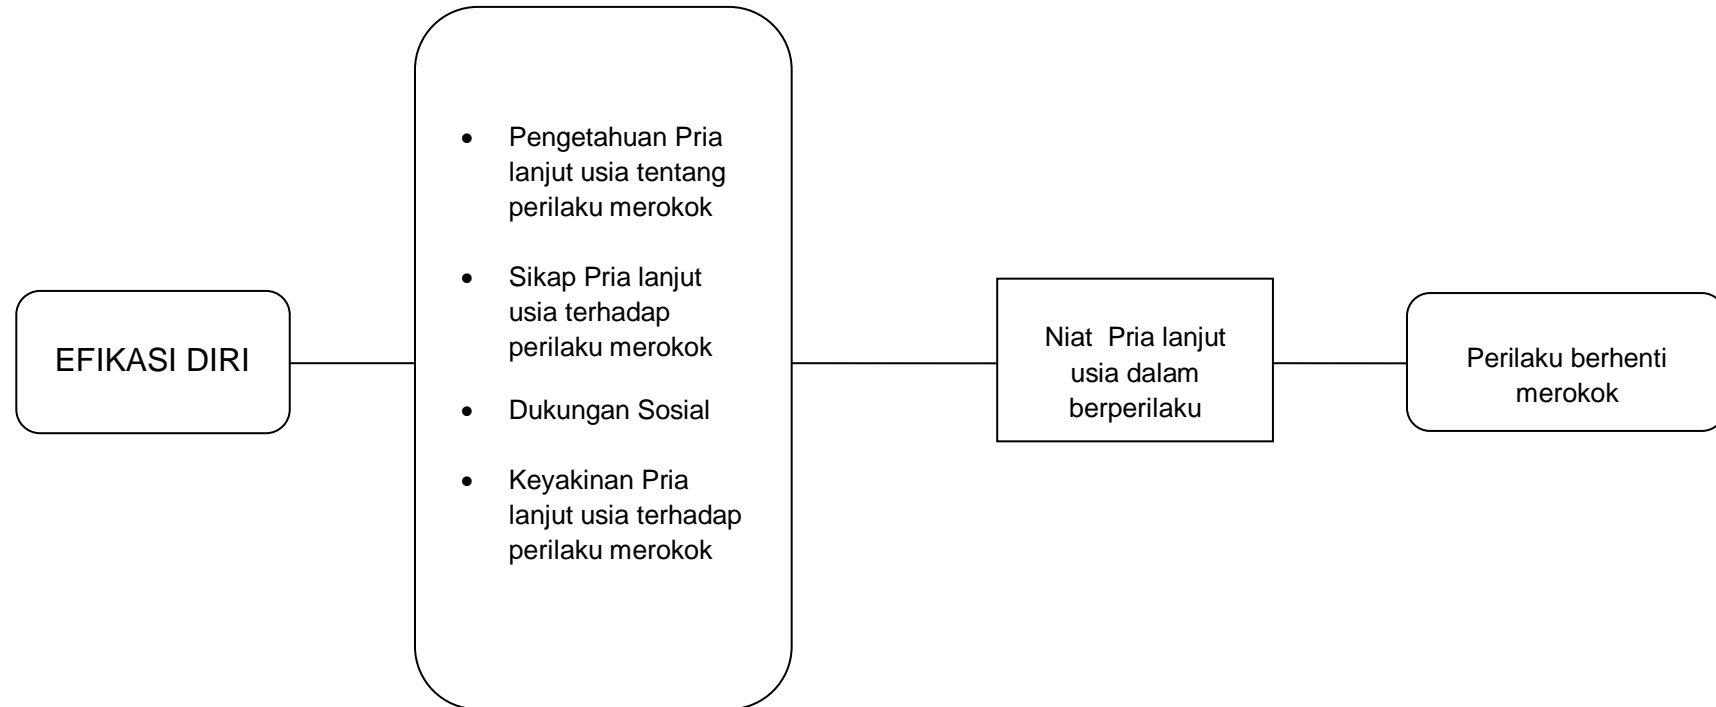 EFIKASI DIRI
• Pengetahuan Pria
lanjut usia tentang
perilaku merokok
• Sikap Pria lanjut
usia terhadap
perilaku merokok
• Dukungan Sosial
• Keyakinan Pria
lanjut usia terhadap
perilaku merokok
Niat  Pria lanjut
usia dalam
berperilaku
Perilaku berhenti
merokok